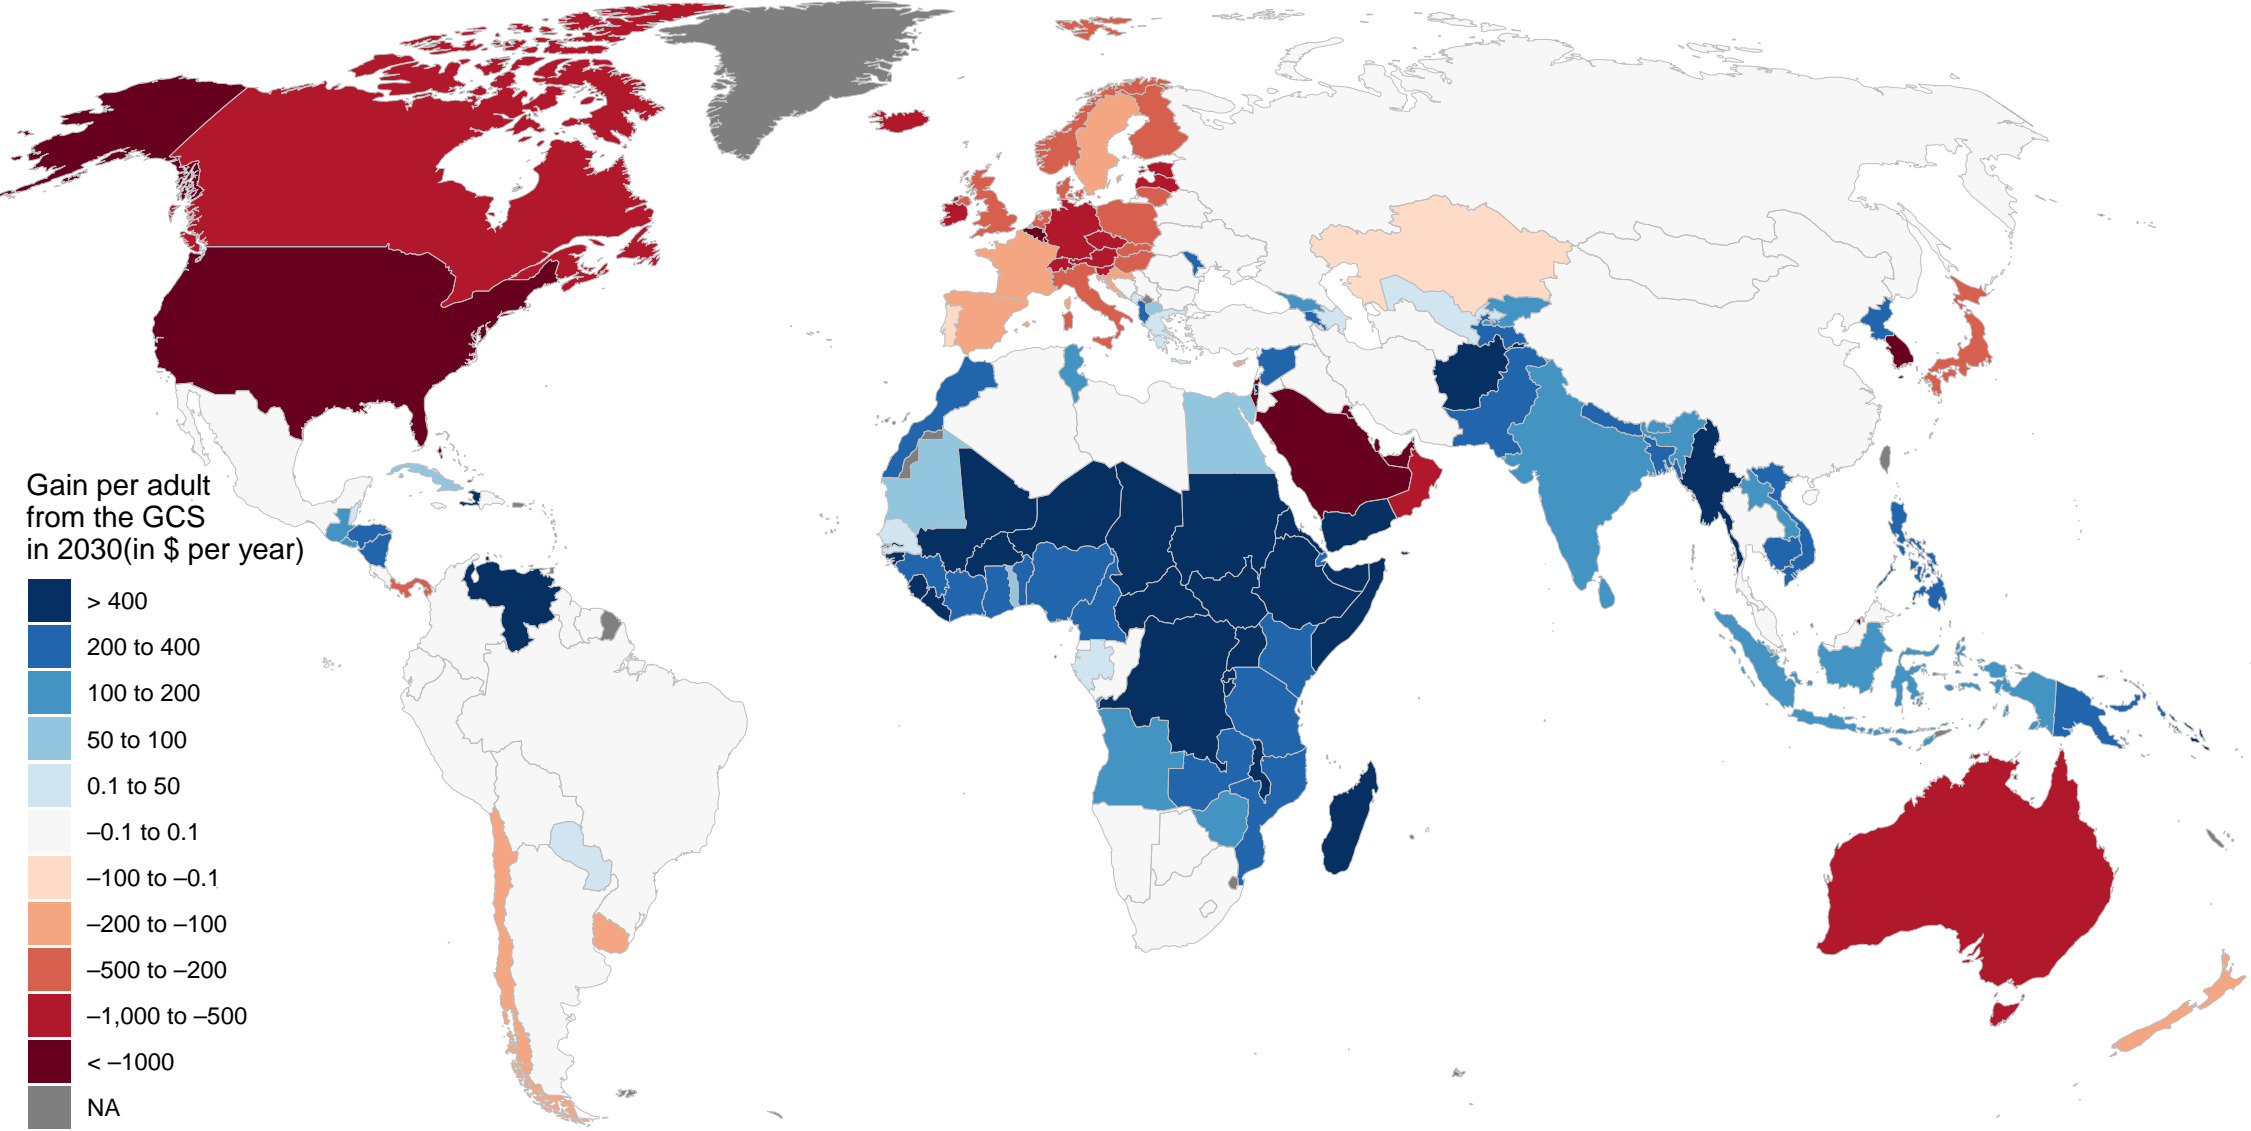 Gain per adult
from the GCS
in 2030(in $ per year)
> 400
200 to 400
100 to 200
50 to 100
0.1 to 50
–0.1 to 0.1
–100 to –0.1
–200 to –100
–500 to –200
–1,000 to –500
< –1000
NA